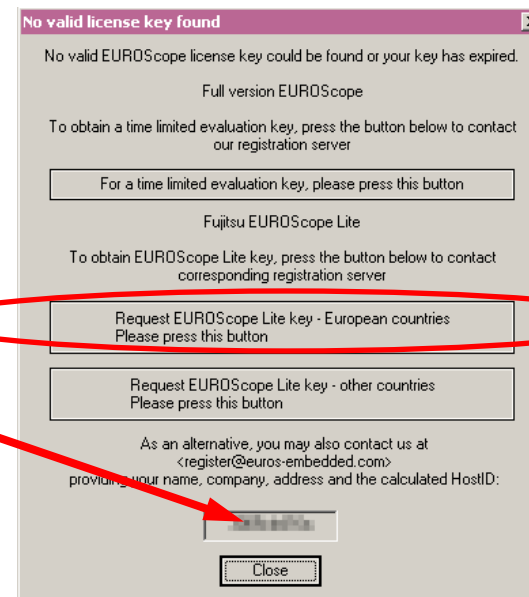 No valid license key found
No valid EUROScope license key could be found or your key has expired.
Full version EUROScope
To obtain a time limited evaluation key, press the button below to contact
our registration server
For a time limited evaluation key, please press this button
Fujitsu EUROScope Lite
To obtain EUROScope Lite key, press the button below to contact
corresponding registration server
Request EUROScope Lite key - European countries
Please press this button
Request EUROScope Lite key - other countries
Please press this button
As an alternative, you may also contact us at
<register@euros-embedded.com>
providing your name, company, address and the calculated HostID:
Close